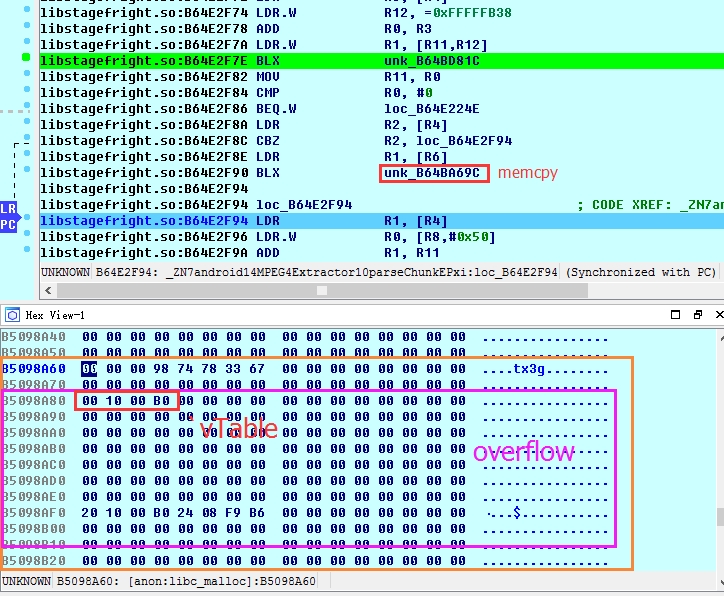 libstagefright.so:B64E2F74 LDR.W R12, =0xFFFFFB38
libstagefright.so:B64E2F78 ADD R0, R3
libstagefright.so:B64E2F7A LDR.W R1, [R11,R12]
libstagefright.so:B64E2F7E BLX unk_B64BD81C
libstagefright.so:B64E2F82 MOV R11, R0
libstagefright.so:B64E2F84 CMP R0, #0
libstagefright.so:B64E2F86 BEQ.W loc_B64E224E
libstagefright.so:B64E2F8A LDR R2, [R4]
libstagefright.so:B64E2F8C CBZ R2, loc_B64E2F94
libstagefright.so:B64E2F8E LDR R1, [R6]
libstagefright.so:B64E2F90 BLX unk_B64BA69C memcpy
libstagefright.so:B64E2F94
libstagefright.so:B64E2F94 loc_B64E2F94 ; CODE XREF: _ZN7an
LR
PC
libstagefright.so:B64E2F94 LDR R1, [R4]
libstagefright.so:B64E2F96 LDR.W R0, [R8,#0x50]
libstagefright.so:B64E2F9A ADD R1, R11
UNKNOWN B64E2F94: _ZN7android14MPEG4Extractor10parseChunkEPxi:loc_B64E2F94 (Synchronized with PC)
Hex View-1
B5098A40 00 00 00 00 00 00 00 00 00 00 00 00 00 00 00 00 ................
B5098A50 00 00 00 00 00 00 00 00 00 00 00 00 00 00 00 00 ................
B5098A60 00 00 00 98 74 78 33 67 00 00 00 00 00 00 00 00 ....tx3g........
B5098A70 00 00 00 00 00 00 00 00 00 00 00 00 00 00 00 00 ................
B5098A80 00 10 00 B0 00 00 00 00 00 00 00 00 00 00 00 00 ................
B5098A90 00 00 00 00 00 00 00 00 00 00 00 00 00 00 00 00 ................
vTable
B5098AA0 00 00 00 00 00 00 00 00 00 00 00 00 00 00 00 00 ................
B5098AB0 00 00 00 00 00 00 00 00 00 00 00 00 00 00 00 00 ................
overflow
B5098AC0 00 00 00 00 00 00 00 00 00 00 00 00 00 00 00 00 ................
B5098AD0 00 00 00 00 00 00 00 00 00 00 00 00 00 00 00 00 ................
B5098AE0 00 00 00 00 00 00 00 00 00 00 00 00 00 00 00 00 ................
B5098AF0 20 10 00 B0 24 08 F9 B6 00 00 00 00 00 00 00 00 ...$...........
B5098B00 00 00 00 00 00 00 00 00 00 00 00 00 00 00 00 00 ................
B5098B10 00 00 00 00 00 00 00 00 00 00 00 00 00 00 00 00 ................
B5098B20 00 00 00 00 00 00 00 00 00 00 00 00 00 00 00 00 ................
UNKNOWN B5098A60: [anon:libc_malloc]:B5098A60